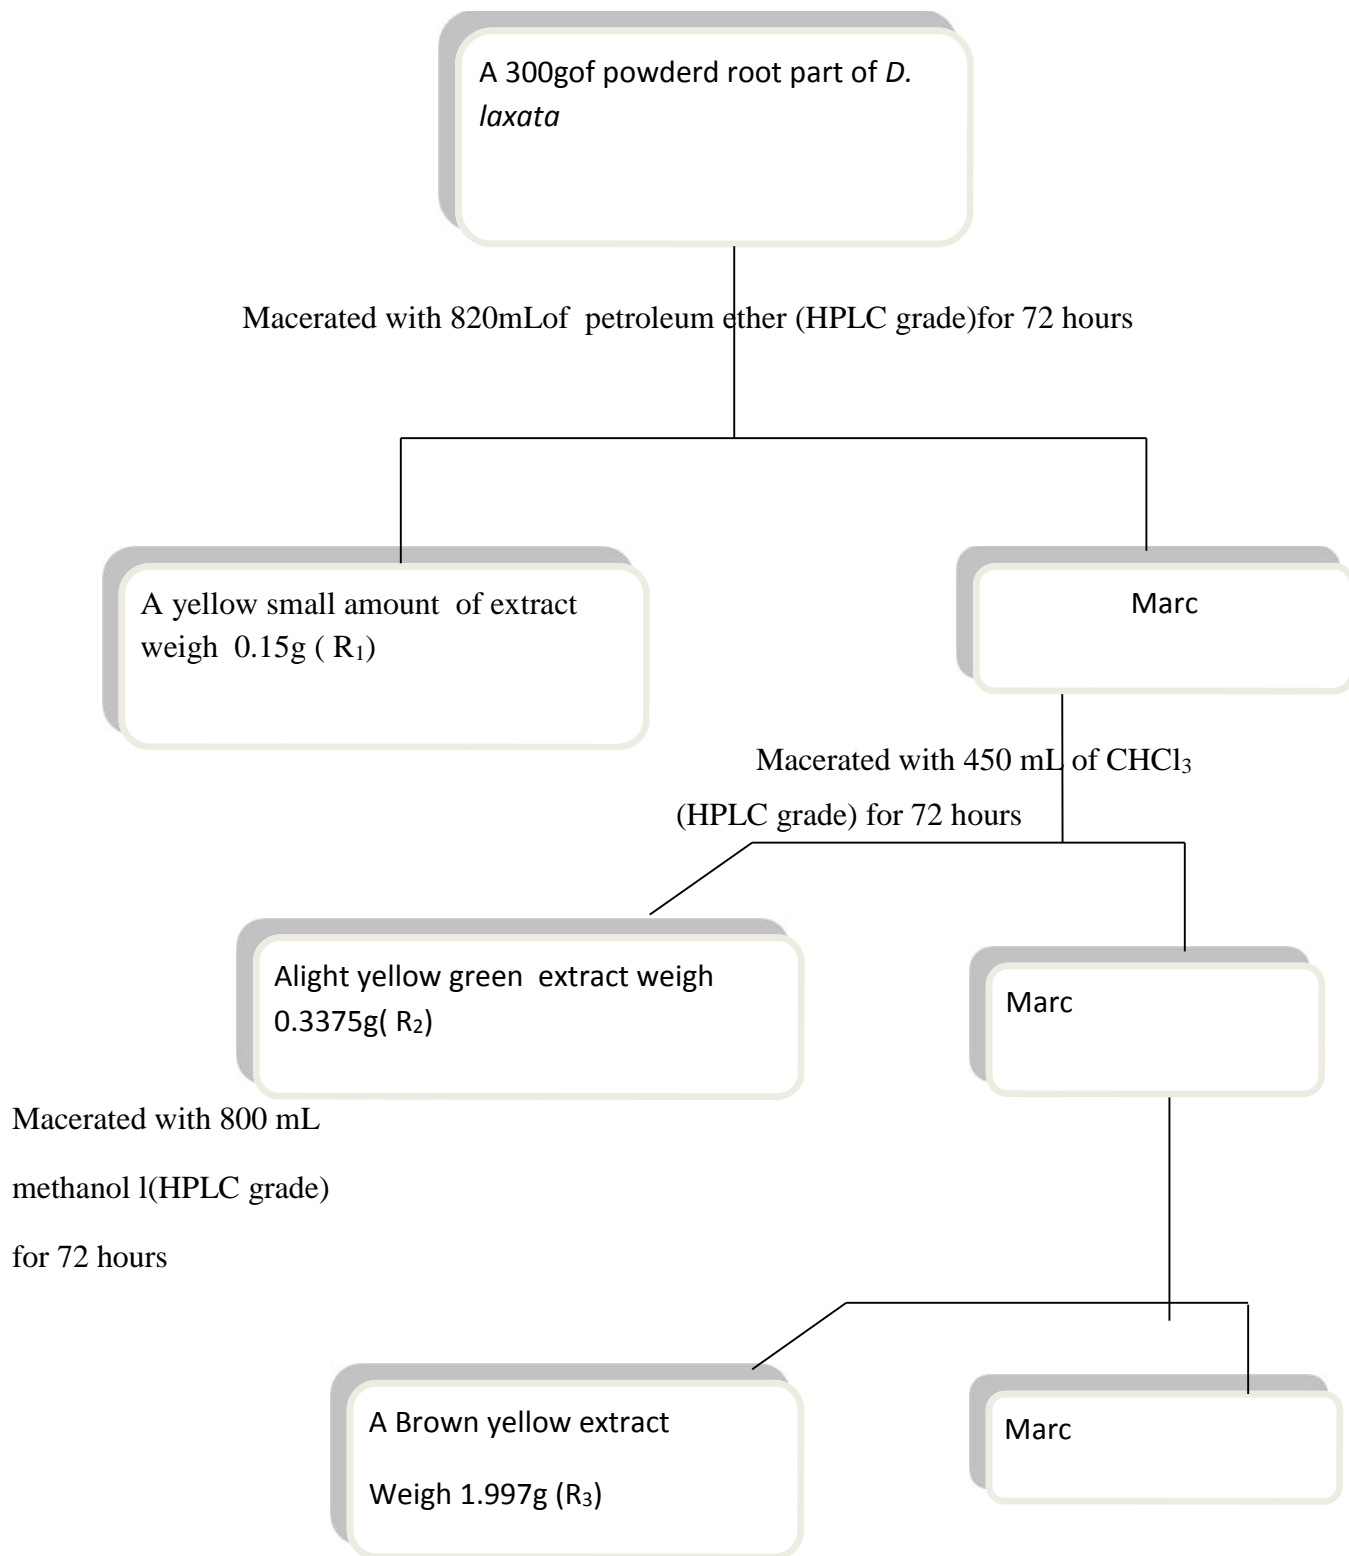 A 300gof powderd root part of D.
laxata
Macerated with 820mLof petroleum ether (HPLC grade)for 72 hours
A yellow small amount of extract
weigh 0.15g ( R₁)
Marc
Macerated with 450 mL of CHCl₃
(HPLC grade) for 72 hours
Alight yellow green extract weigh
0.3375g( R₂)
Marc
Macerated with 800 mL
methanol l(HPLC grade)
for 72 hours
A Brown yellow extract
Weigh 1.997g (R₃)
Marc